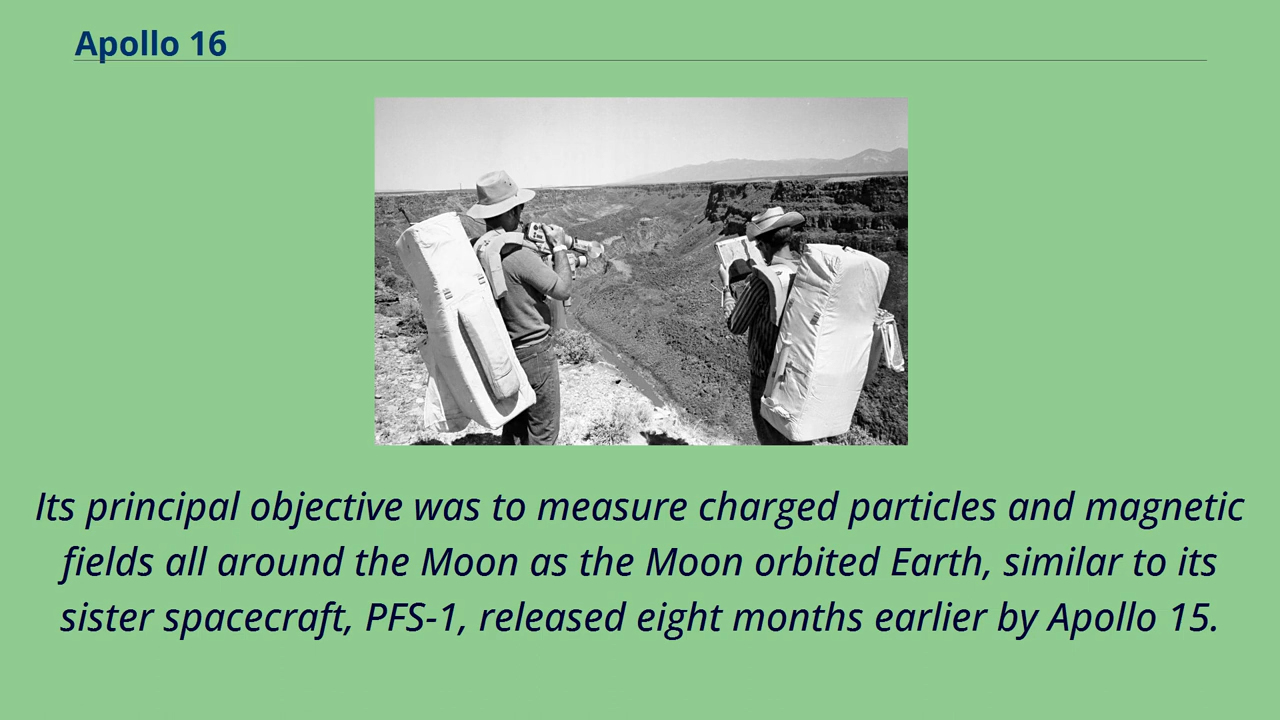 Apollo 16
Its principal objective was to measure charged particles and magnetic
fields all around the Moon as the Moon orbited Earth, similar to its
sister spacecraft, PFS-1, released eight months earlier by Apollo 15.